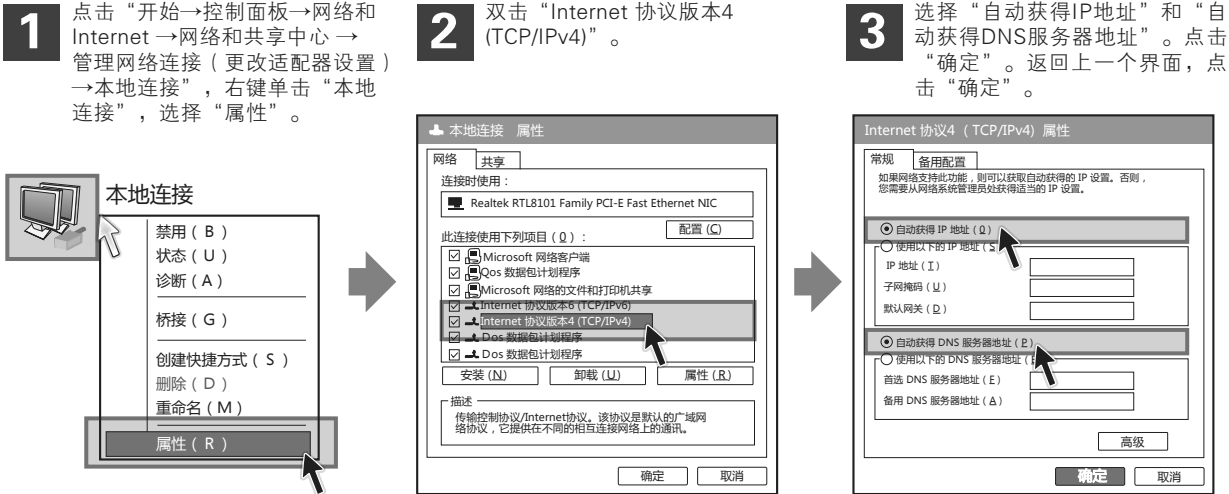 1
点击“开始→控制面板→网络和
Internet →网络和共享中心 →
管理网络连接（更改适配器设置）
→本地连接”，右键单击“本地
连接”，选择“属性”。
本地连接
禁用（B）
状态（U）
诊断（A）
桥接（G）
创建快捷方式（S）
删除（D）
重命名（M）
属性（R）
2
双击“Internet 协议版本4
(TCP/IPv4)”。
本地连接 属性
网络 共享
连接时使用：
Realtek RTL8101 Family PCI-E Fast Ethernet NIC
配置 (C)
此连接使用下列项目（O）：
Microsoft 网络客户端
Qos 数据包计划程序
Microsoft 网络的文件和打印机共享
Internet 协议版本6 (TCP/IPv6)
Internet 协议版本4 (TCP/IPv4)
Dos 数据包计划程序
Dos 数据包计划程序
安装 (N) 卸载 (U) 属性 (R)
描述
传输控制协议/Internet协议。该协议是默认的广域网
络协议，它提供在不同的相互连接网络上的通讯。
确定 取消
3
选择“自动获得IP地址”和“自
动获得DNS服务器地址”。点击
“确定”。返回上一个界面，点
击“确定”。
Internet 协议4（TCP/IPv4) 属性
常规 备用配置
如果网络支持此功能，则可以获取自动获得的 IP 设置。否则，
您需要从网络系统管理员处获得适当的 IP 设置。
自动获得 IP 地址（O）
使用以下的 IP 地址（S
IP 地址（I）
子网掩码（U）
默认网关（D）
自动获得 DNS 服务器地址（P）
使用以下的 DNS 服务器地址（
首选 DNS 服务器地址（F）
备用 DNS 服务器地址（A）
高级
确定 取消